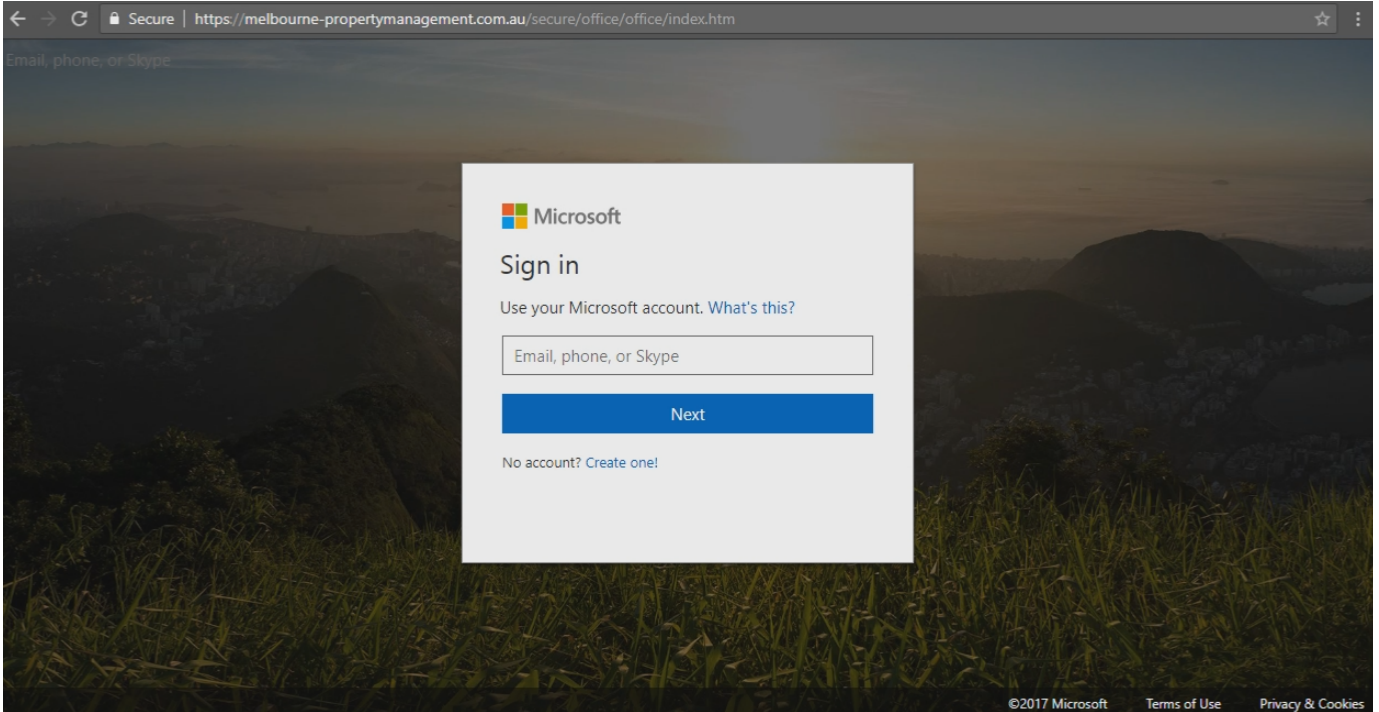 Secure | https://melbourne-propertymanagement.com.au/secure/office/office/index.htm
Email, phone, or Skype
Microsoft
Sign in
Use your Microsoft account. What's this?
Email, phone, or Skype
Next
No account? Create one!
©2017 Microsoft Terms of Use Privacy & Cookies